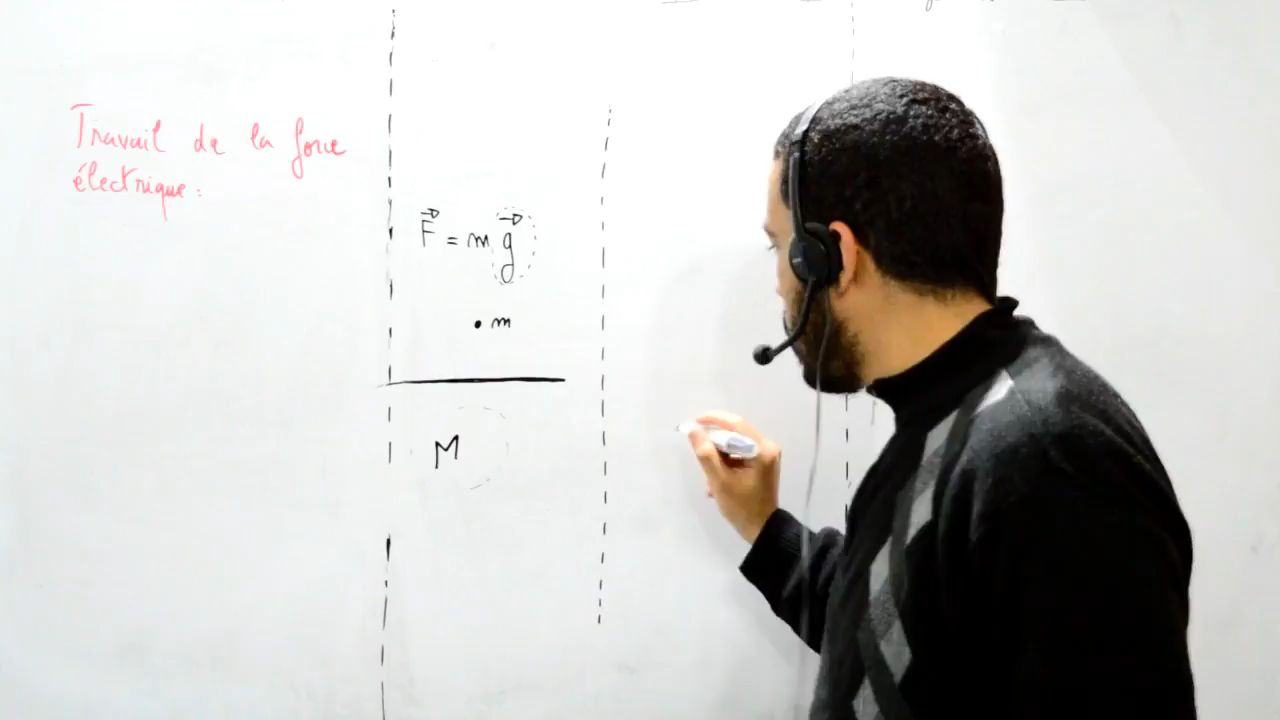 Travail de la force
électrique :
F⃗ = m g⃗
m
M